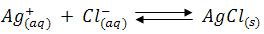 Ag⁺(aq) + Cl⁻(aq) ⇌ AgCl(s)